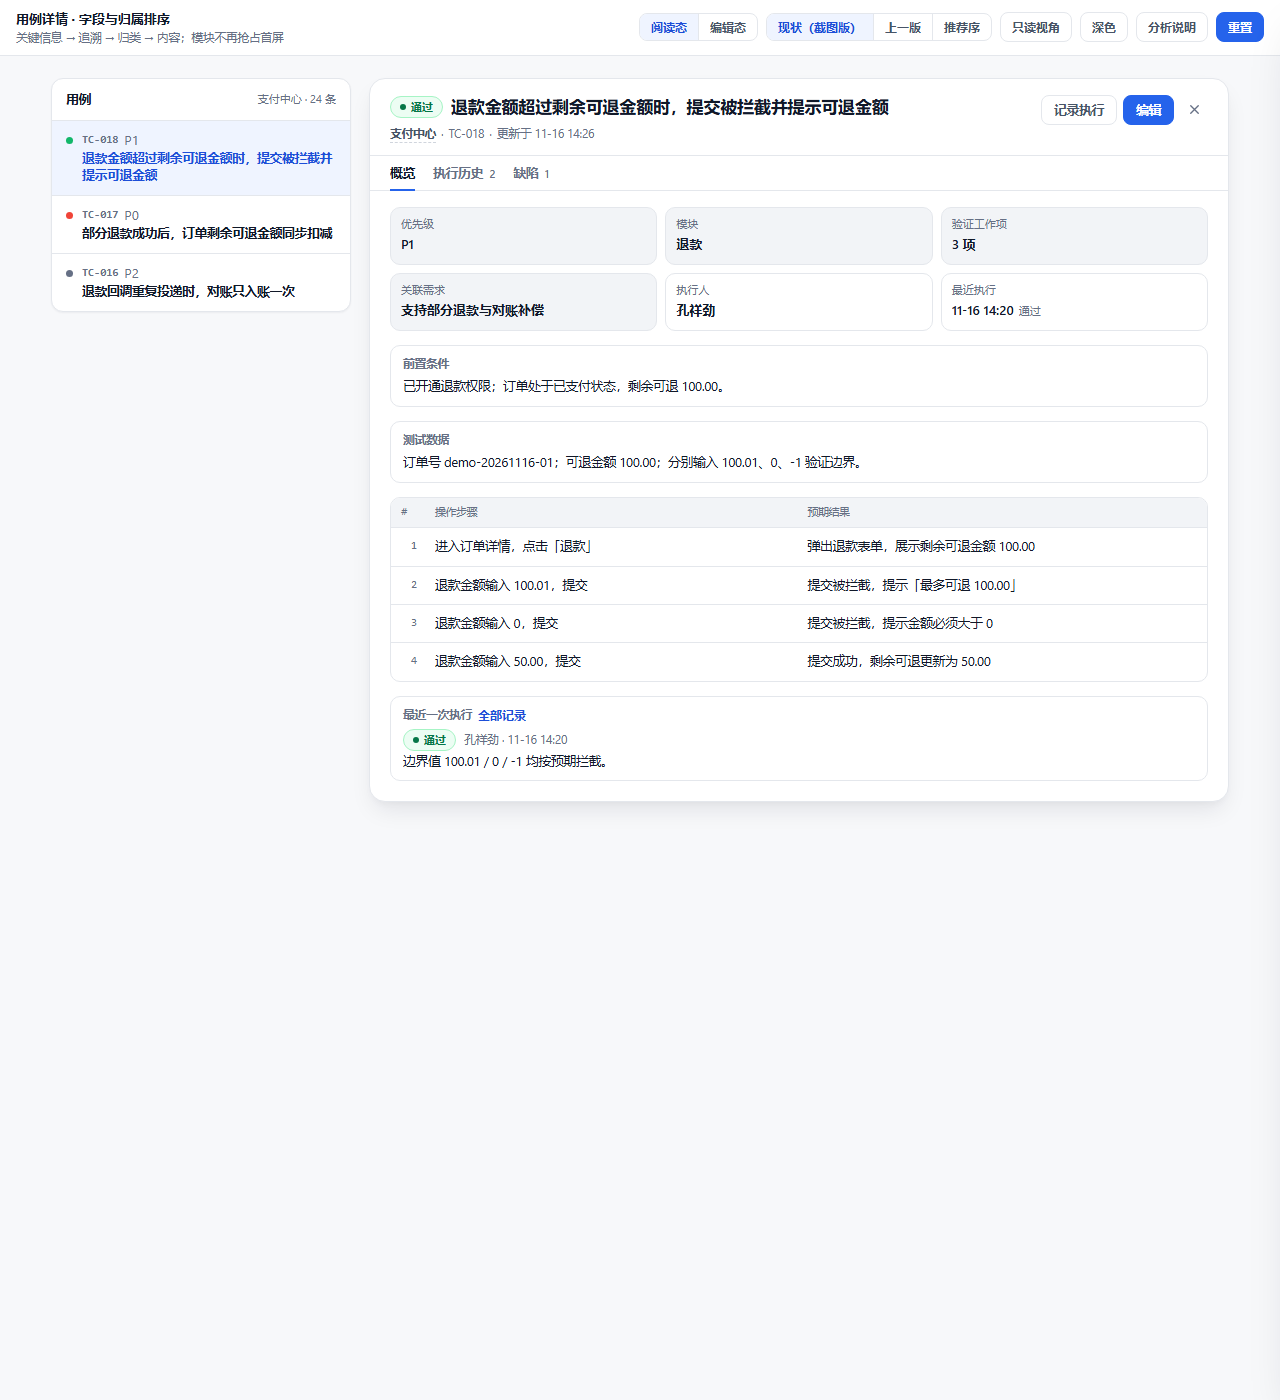 用例详情 · 字段与归属排序
关键信息 → 追溯 → 归类 → 内容；模块不再抢占首屏
阅读态 编辑态 现状（截图版） 上一版 推荐序 只读视角 深色 分析说明 重置
用例 支付中心 · 24 条
TC-018 P1
退款金额超过剩余可退金额时，提交被拦截并
提示可退金额
TC-017 P0
部分退款成功后，订单剩余可退金额同步扣减
TC-016 P2
退款回调重复投递时，对账只入账一次
通过 退款金额超过剩余可退金额时，提交被拦截并提示可退金额
记录执行 编辑 ×
支付中心 · TC-018 · 更新于 11-16 14:26
概览 执行历史 2 缺陷 1
优先级 模块 验证工作项
P1 退款 3 项
关联需求 执行人 最近执行
支持部分退款与对账补偿 孔祥劲 11-16 14:20 通过
前置条件
已开通退款权限；订单处于已支付状态，剩余可退 100.00。
测试数据
订单号 demo-20261116-01；可退金额 100.00；分别输入 100.01、0、-1 验证边界。
# 操作步骤 预期结果
1 进入订单详情，点击「退款」 弹出退款表单，展示剩余可退金额 100.00
2 退款金额输入 100.01，提交 提交被拦截，提示「最多可退 100.00」
3 退款金额输入 0，提交 提交被拦截，提示金额必须大于 0
4 退款金额输入 50.00，提交 提交成功，剩余可退更新为 50.00
最近一次执行 全部记录
通过 孔祥劲 · 11-16 14:20
边界值 100.01 / 0 / -1 均按预期拦截。